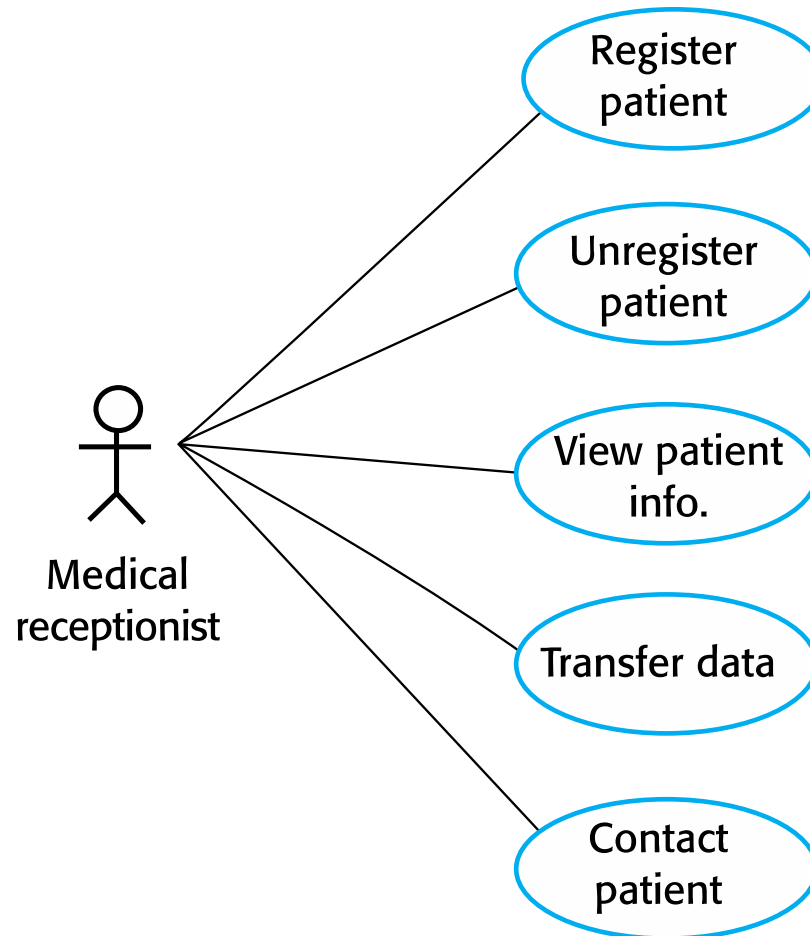 Register
patient
Unregister
patient
View patient
info.
Medical
receptionist
Transfer data
Contact
patient